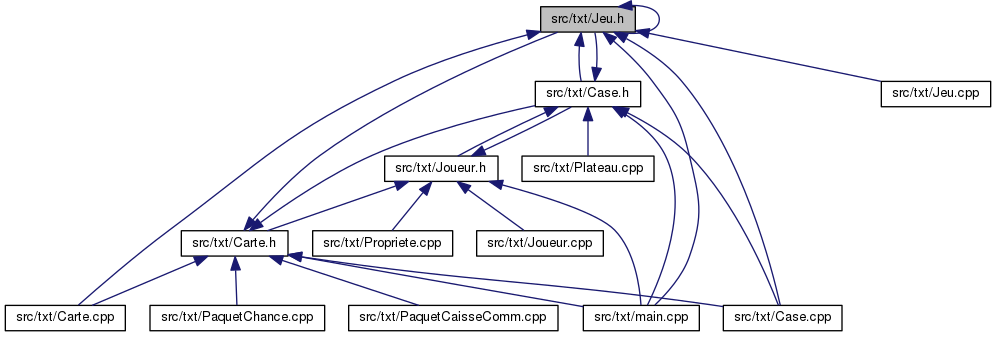 src/txt/Jeu.h
src/txt/Case.h
src/txt/Jeu.cpp
src/txt/Joueur.h
src/txt/Plateau.cpp
src/txt/Carte.h
src/txt/Propriete.cpp
src/txt/Joueur.cpp
src/txt/Carte.cpp
src/txt/PaquetChance.cpp
src/txt/PaquetCaisseComm.cpp
src/txt/main.cpp
src/txt/Case.cpp